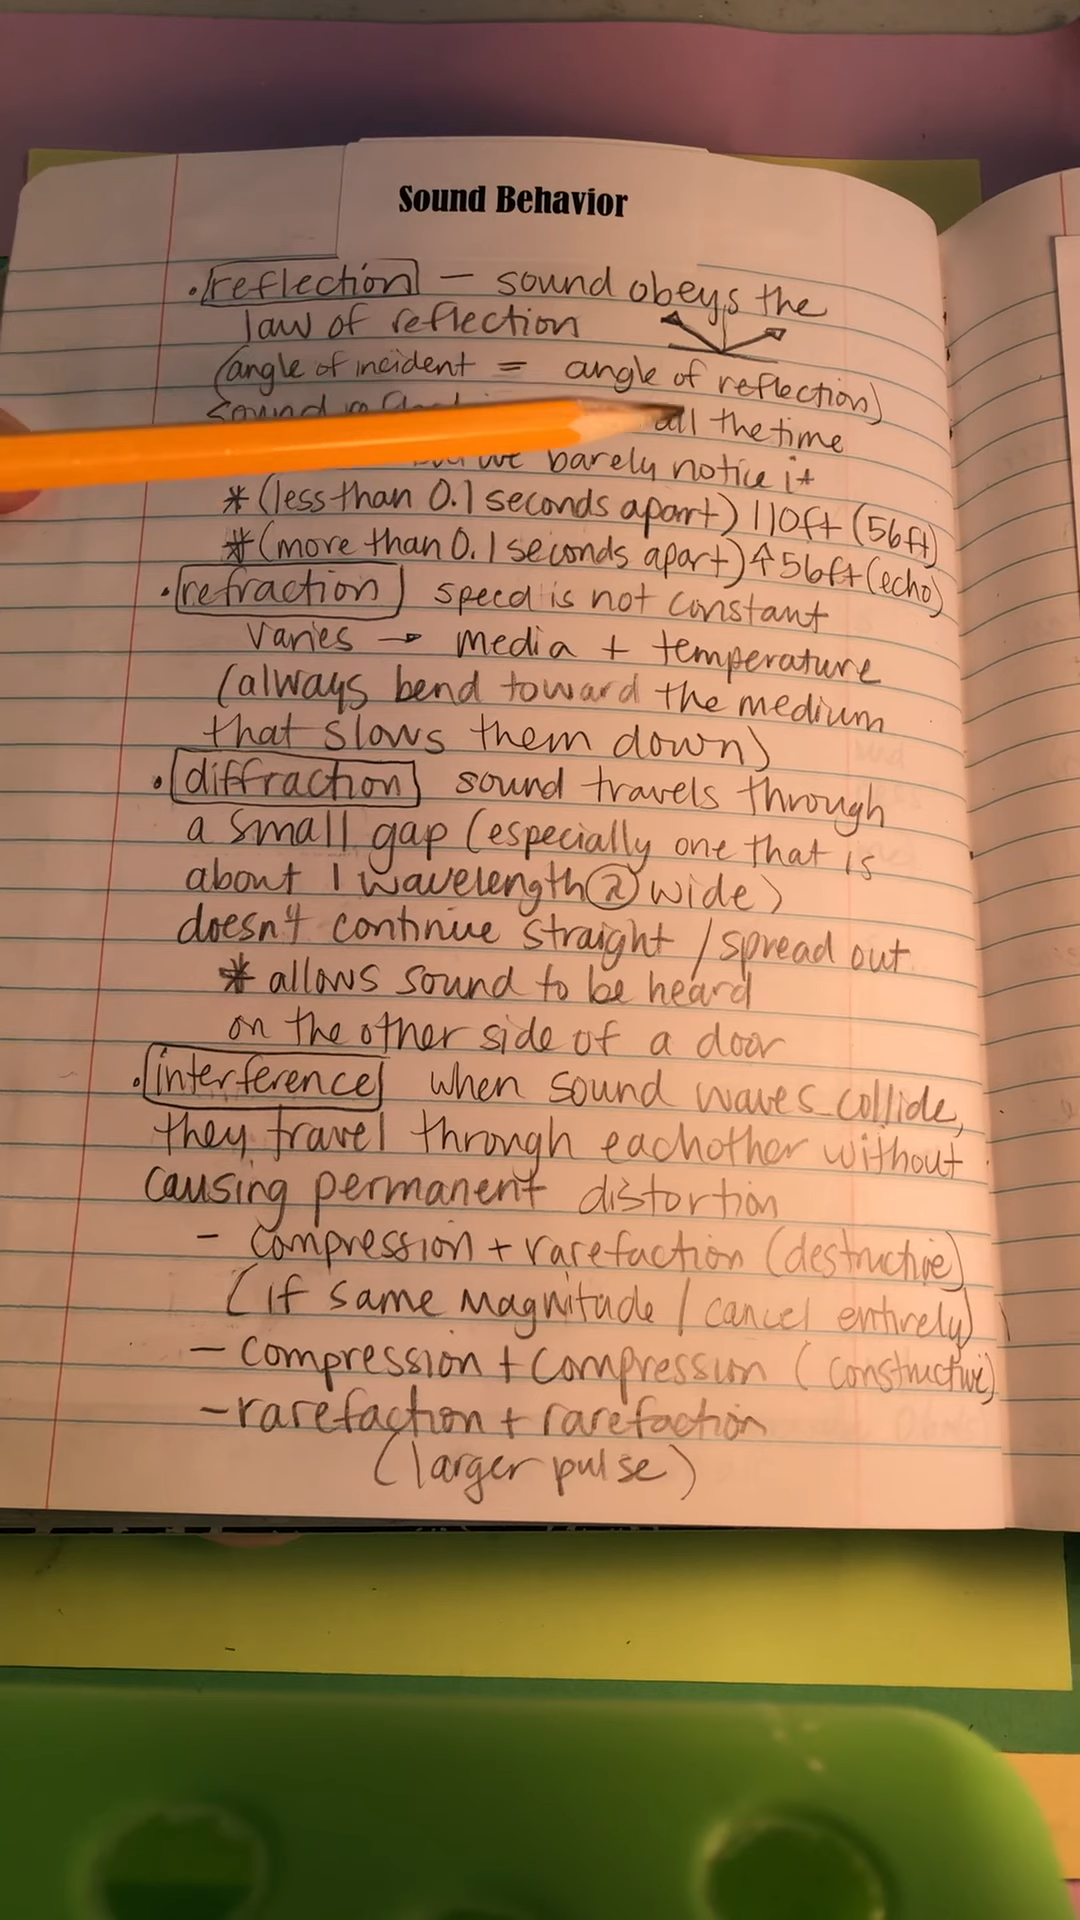 Sound Behavior
• reflection – sound obeys the
law of reflection
(angle of incident = angle of reflection)
sound all the time
we barely notice it
* (less than 0.1 seconds apart) 110ft (56ft)
* (more than 0.1 seconds apart) ↑ 56ft (echo)
• refraction speed is not constant
varies → media + temperature
(always bend toward the medium
that slows them down)
• diffraction sound travels through
a small gap (especially one that is
about 1 wavelength λ wide)
doesn't continue straight / spread out
* allows sound to be heard
on the other side of a door
• interference when sound waves collide,
they travel through eachother without
causing permanent distortion
- compression + rarefaction (destructive)
(if same magnitude / cancel entirely)
- compression + compression (constructive)
- rarefaction + rarefaction
(larger pulse)